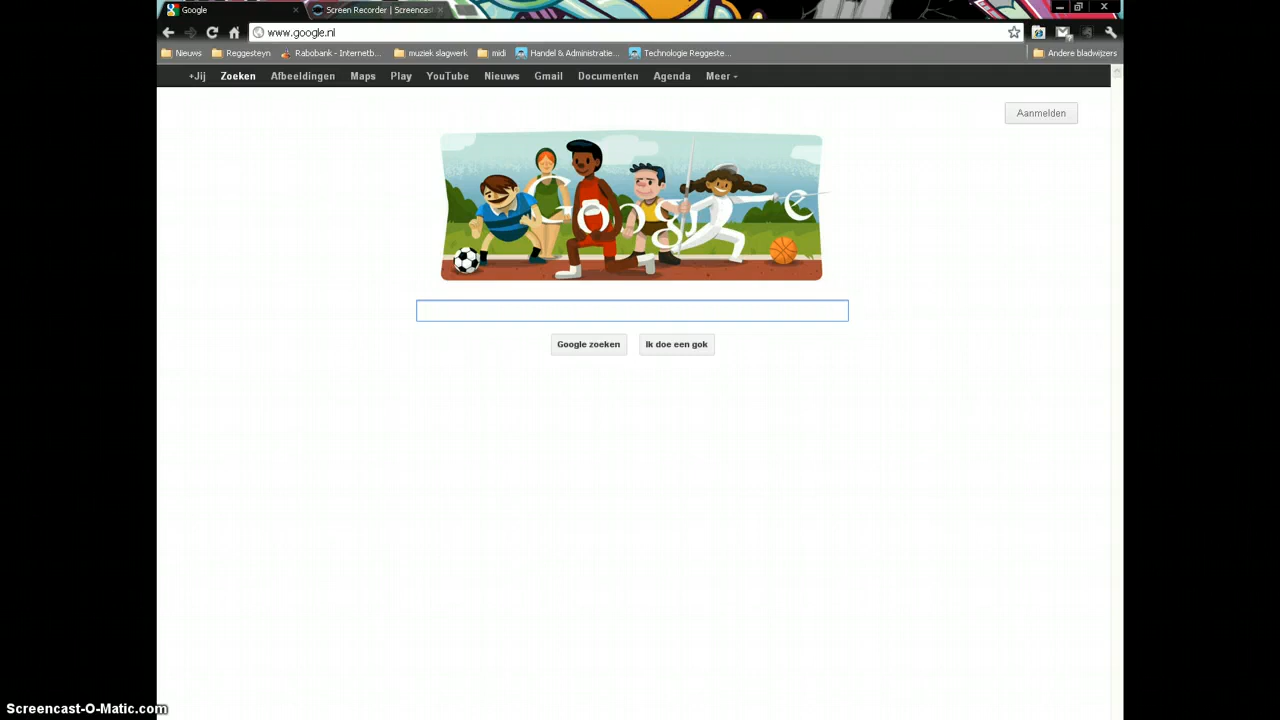 Google
Screen Recorder | Screencast
www.google.nl
Nieuws Reggesteyn Rabobank - Internetb... muziek slagwerk midi Handel & Administratie... Technologie Reggeste... Andere bladwijzers
+Jij Zoeken Afbeeldingen Maps Play YouTube Nieuws Gmail Documenten Agenda Meer
Aanmelden
Google
Google zoeken Ik doe een gok
Screencast-O-Matic.com